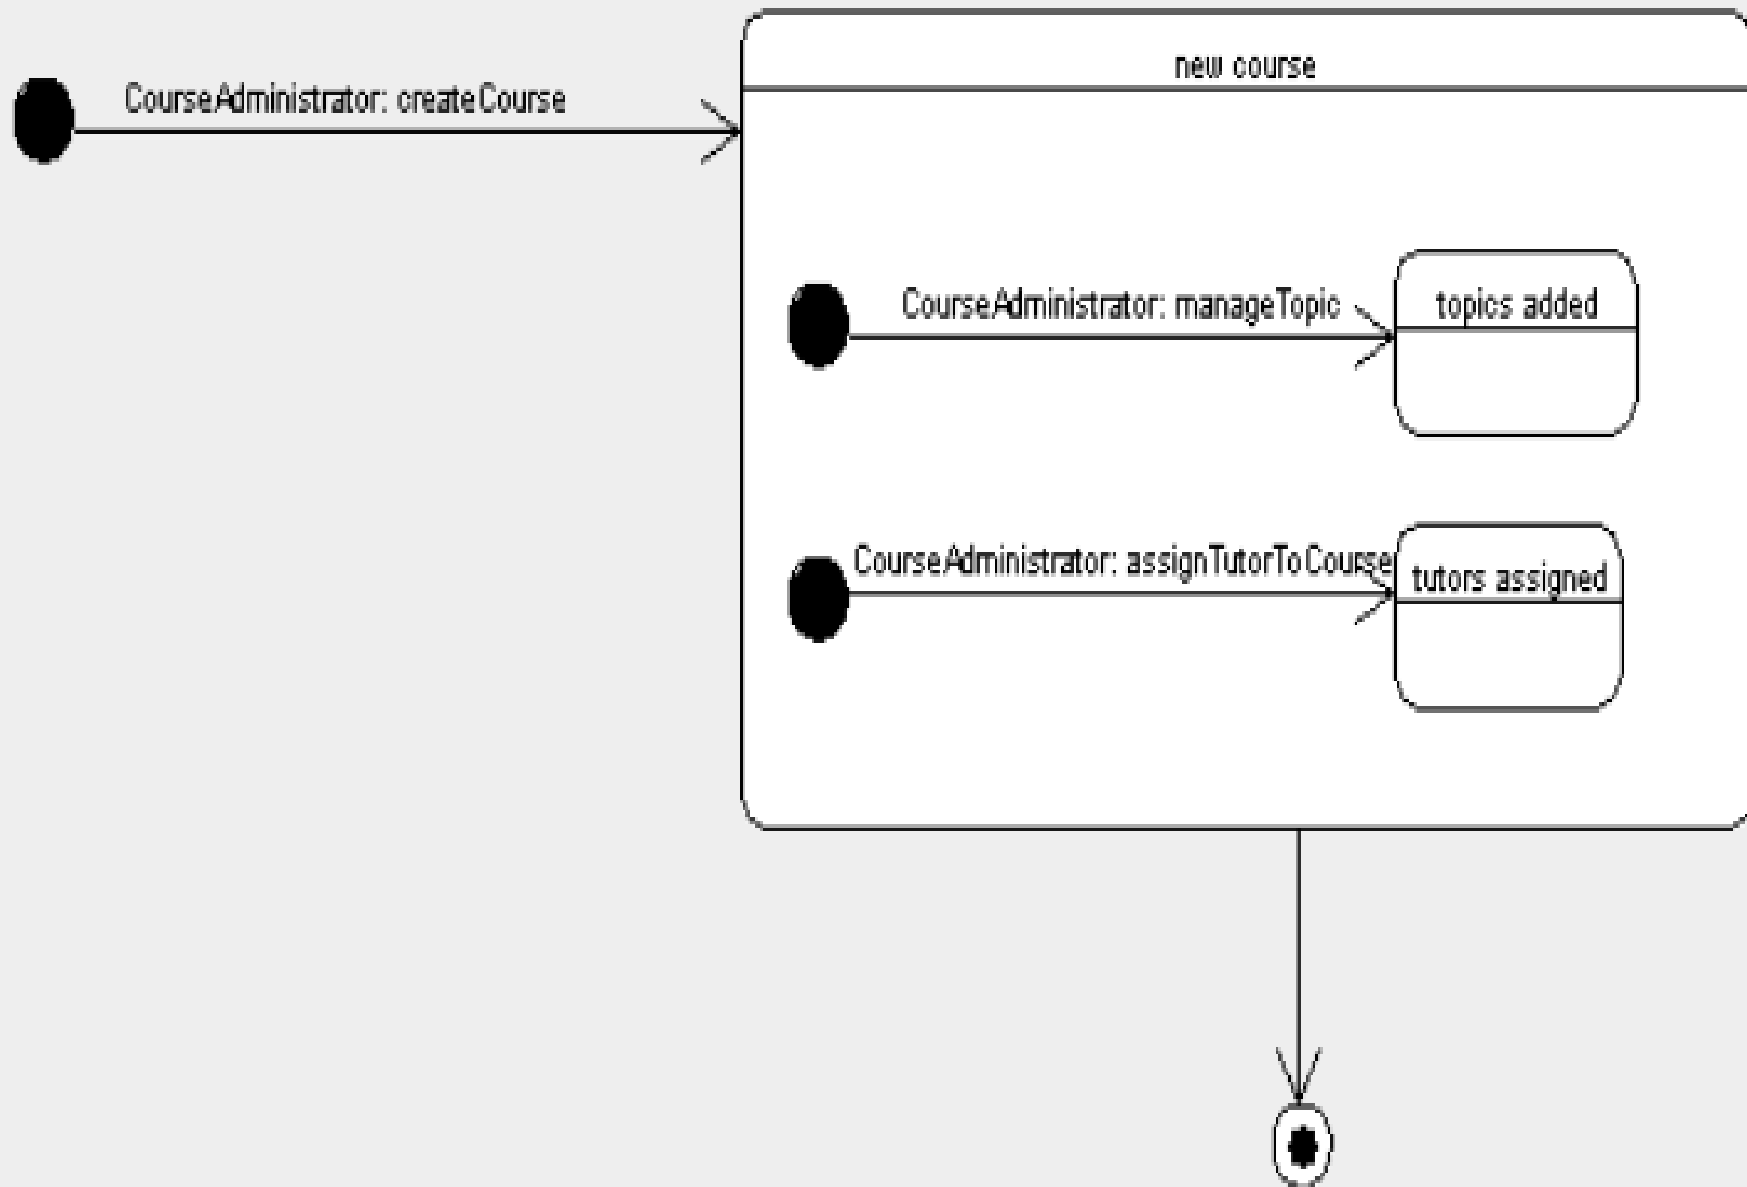 new course
CourseAdministrator: createCourse
CourseAdministrator: manageTopic
topics added
CourseAdministrator: assignTutorToCourse
tutors assigned